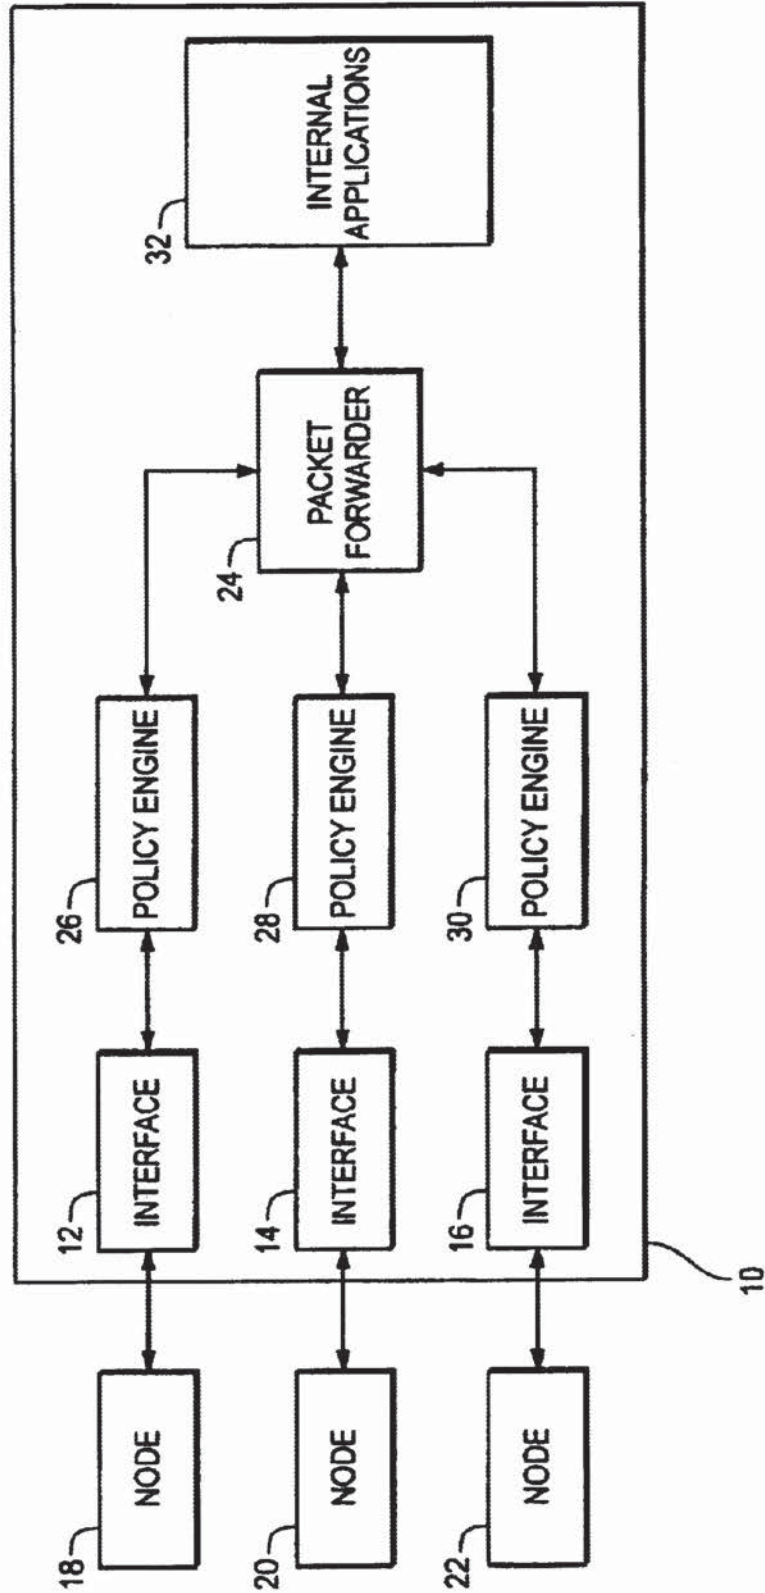 18
NODE
12
INTERFACE
26
POLICY ENGINE
20
NODE
14
INTERFACE
28
POLICY ENGINE
24
PACKET
FORWARDER
32
INTERNAL
APPLICATIONS
22
NODE
16
INTERFACE
30
POLICY ENGINE
10